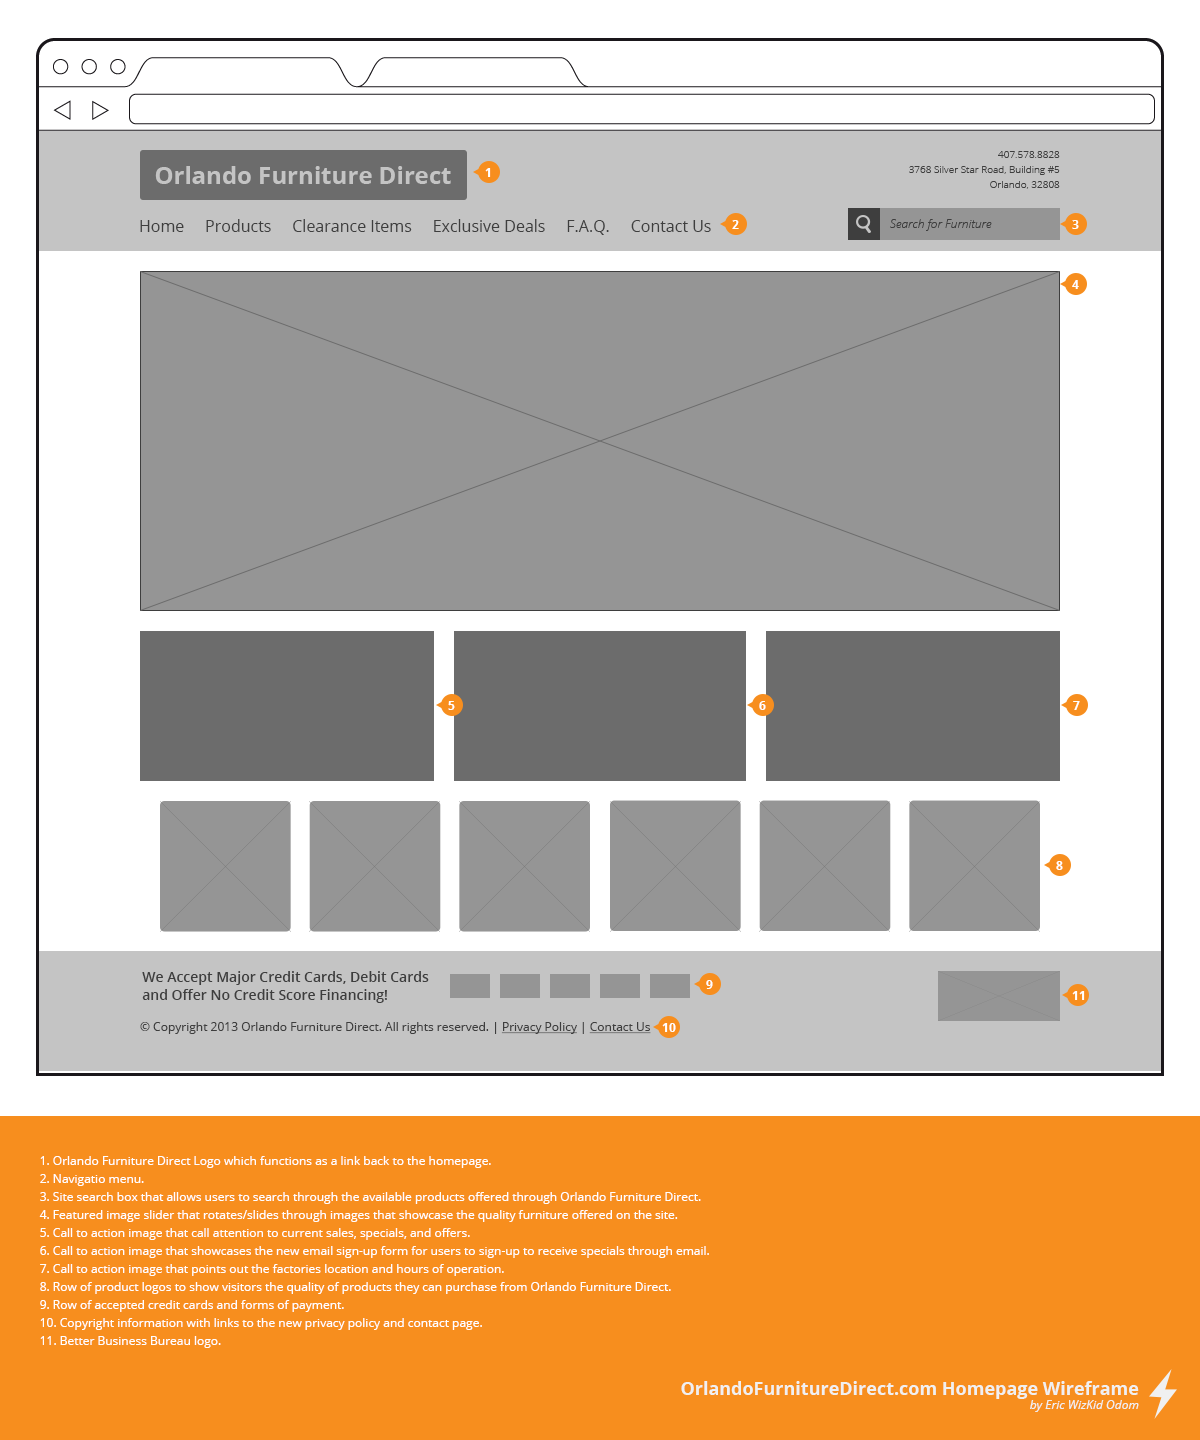 Orlando Furniture Direct
1
407.578.8828
3768 Silver Star Road, Building #5
Orlando, 32808
Home Products Clearance Items Exclusive Deals F.A.Q. Contact Us
2
Search for Furniture
3
4
5
6
7
8
We Accept Major Credit Cards, Debit Cards
and Offer No Credit Score Financing!
9
11
© Copyright 2013 Orlando Furniture Direct. All rights reserved. | Privacy Policy | Contact Us
10
1. Orlando Furniture Direct Logo which functions as a link back to the homepage.
2. Navigatio menu.
3. Site search box that allows users to search through the available products offered through Orlando Furniture Direct.
4. Featured image slider that rotates/slides through images that showcase the quality furniture offered on the site.
5. Call to action image that call attention to current sales, specials, and offers.
6. Call to action image that showcases the new email sign-up form for users to sign-up to receive specials through email.
7. Call to action image that points out the factories location and hours of operation.
8. Row of product logos to show visitors the quality of products they can purchase from Orlando Furniture Direct.
9. Row of accepted credit cards and forms of payment.
10. Copyright information with links to the new privacy policy and contact page.
11. Better Business Bureau logo.
OrlandoFurnitureDirect.com Homepage Wireframe
by Eric WizKid Odom